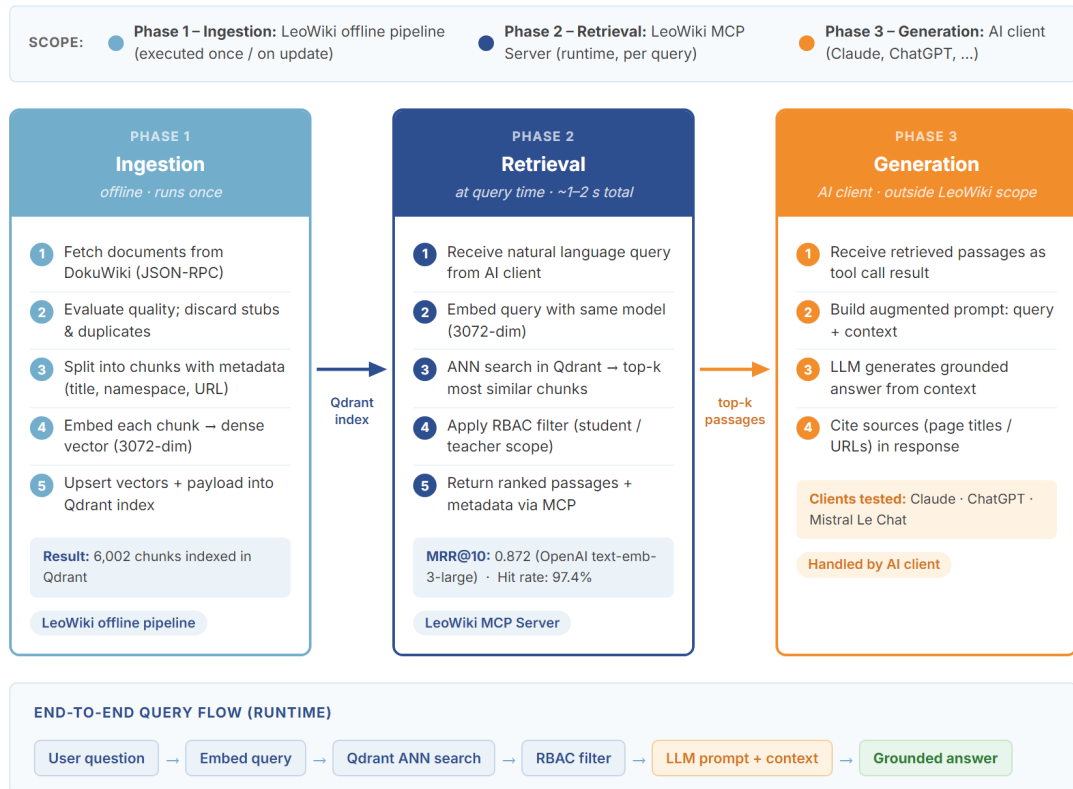 SCOPE:
Phase 1 – Ingestion: LeoWiki offline pipeline
(executed once / on update)
Phase 2 – Retrieval: LeoWiki MCP
Server (runtime, per query)
Phase 3 – Generation: AI client
(Claude, ChatGPT, ...)
PHASE 1
Ingestion
offline · runs once
1 Fetch documents from
DokuWiki (JSON-RPC)
2 Evaluate quality; discard stubs
& duplicates
3 Split into chunks with metadata
(title, namespace, URL)
4 Embed each chunk → dense
vector (3072-dim)
5 Upsert vectors + payload into
Qdrant index
Result: 6,002 chunks indexed in
Qdrant
LeoWiki offline pipeline
Qdrant
index
PHASE 2
Retrieval
at query time · ~1–2 s total
1 Receive natural language query
from AI client
2 Embed query with same model
(3072-dim)
3 ANN search in Qdrant → top-k
most similar chunks
4 Apply RBAC filter (student /
teacher scope)
5 Return ranked passages +
metadata via MCP
MRR@10: 0.872 (OpenAI text-emb-
3-large) · Hit rate: 97.4%
LeoWiki MCP Server
top-k
passages
PHASE 3
Generation
AI client · outside LeoWiki scope
1 Receive retrieved passages as
tool call result
2 Build augmented prompt: query
+ context
3 LLM generates grounded
answer from context
4 Cite sources (page titles /
URLs) in response
Clients tested: Claude · ChatGPT ·
Mistral Le Chat
Handled by AI client
END-TO-END QUERY FLOW (RUNTIME)
User question → Embed query → Qdrant ANN search → RBAC filter → LLM prompt + context → Grounded answer